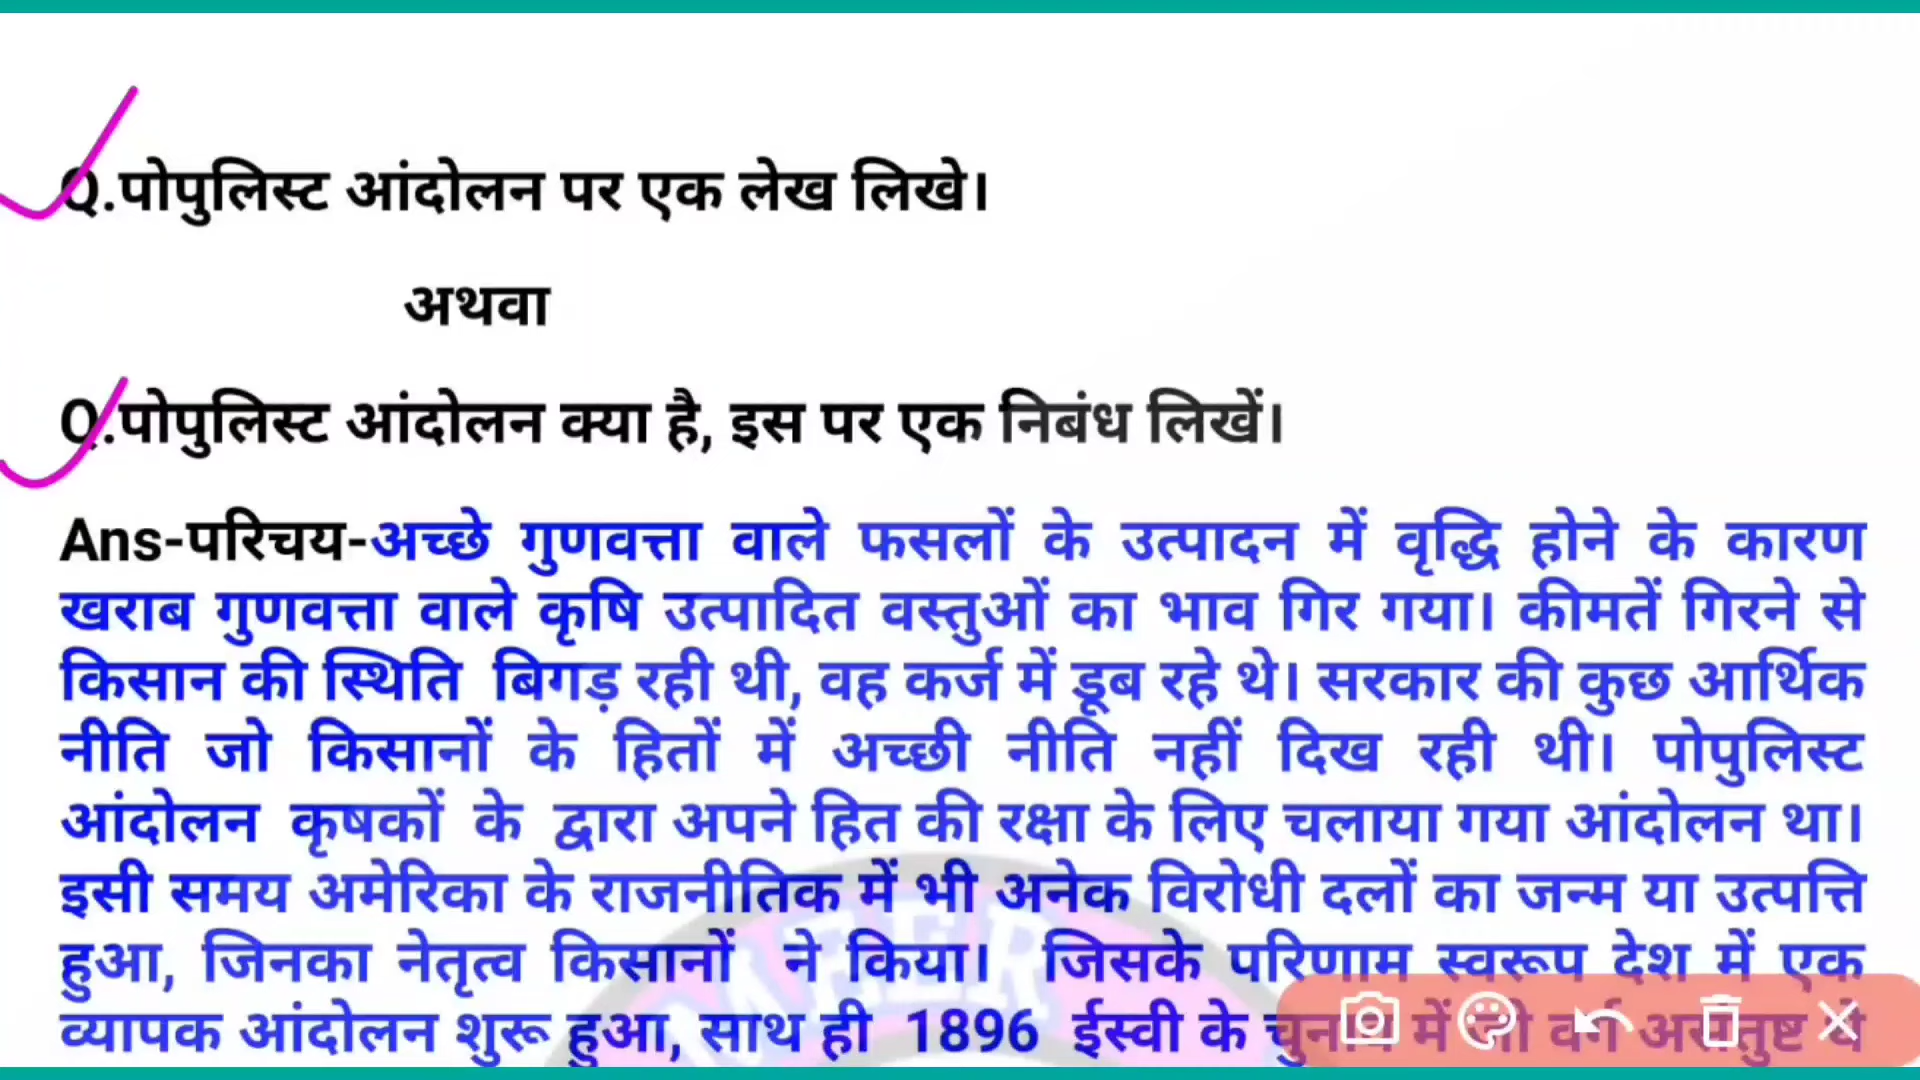 Q.पोपुलिस्ट आंदोलन पर एक लेख लिखे।
अथवा
Q.पोपुलिस्ट आंदोलन क्या है, इस पर एक निबंध लिखें।
Ans-परिचय-अच्छे गुणवत्ता वाले फसलों के उत्पादन में वृद्धि होने के कारण
खराब गुणवत्ता वाले कृषि उत्पादित वस्तुओं का भाव गिर गया। कीमतें गिरने से
किसान की स्थिति बिगड़ रही थी, वह कर्ज में डूब रहे थे। सरकार की कुछ आर्थिक
नीति जो किसानों के हितों में अच्छी नीति नहीं दिख रही थी। पोपुलिस्ट
आंदोलन कृषकों के द्वारा अपने हित की रक्षा के लिए चलाया गया आंदोलन था।
इसी समय अमेरिका के राजनीतिक में भी अनेक विरोधी दलों का जन्म या उत्पत्ति
हुआ, जिनका नेतृत्व किसानों ने किया। जिसके परिणाम स्वरूप देश में एक
व्यापक आंदोलन शुरू हुआ, साथ ही 1896 ईस्वी के चुनाव में जो वर्ग असंतुष्ट थे